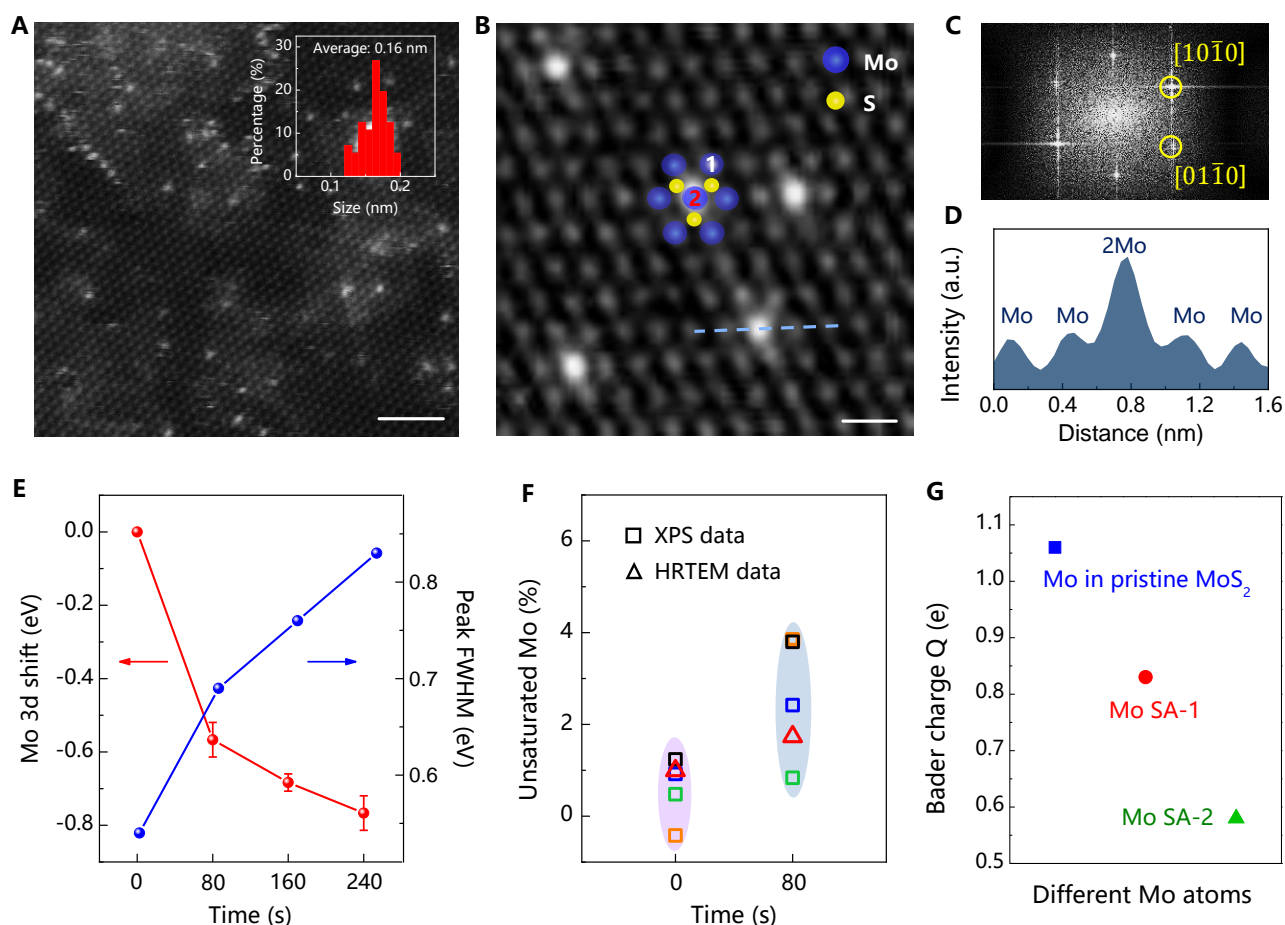 A
Average: 0.16 nm
30
20
10
0
Percentage (%)
0.1
0.2
Size (nm)
B
Mo
S
1
2
C
[101̅0]
[011̅0]
D
2Mo
Mo
Mo
Mo
Mo
Intensity (a.u.)
0.0
0.4
0.8
1.2
1.6
Distance (nm)
E
0.0
-0.2
-0.4
-0.6
-0.8
Mo 3d shift (eV)
0.8
0.7
0.6
Peak FWHM (eV)
0
80
160
240
Time (s)
F
XPS data
HRTEM data
6
4
2
0
Unsaturated Mo (%)
0
80
Time (s)
G
1.1
1.0
0.9
0.8
0.7
0.6
0.5
Bader charge Q (e)
Mo in pristine MoS₂
Mo SA-1
Mo SA-2
Different Mo atoms